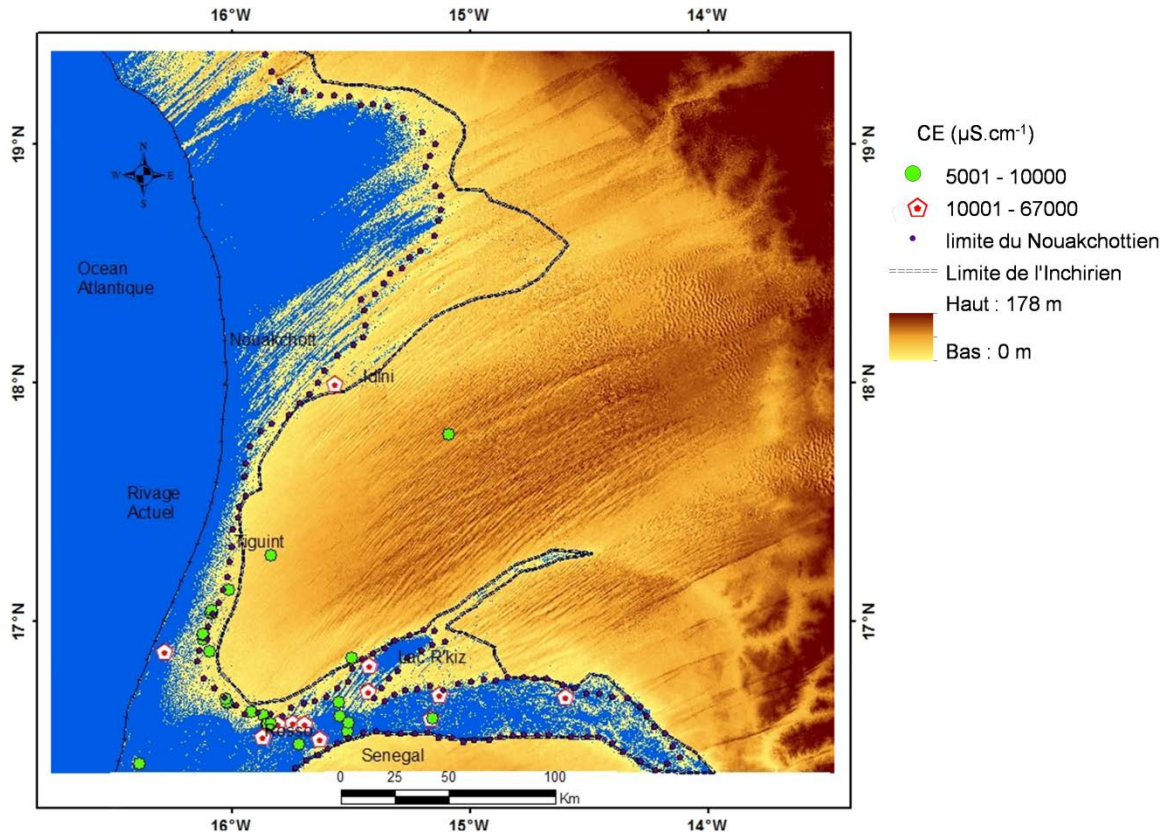 16°W
15°W
14°W
19°N
18°N
17°N
19°N
18°N
17°N
N
W
E
S
Ocean
Atlantique
Nouakchott
Idini
Rivage
Actuel
Tiguint
Lac R'kiz
Rosso
Senegal
0
25
50
100
Km
16°W
15°W
14°W
CE (µS.cm⁻¹)
5001 - 10000
10001 - 67000
limite du Nouakchottien
Limite de l'Inchirien
Haut : 178 m
Bas : 0 m